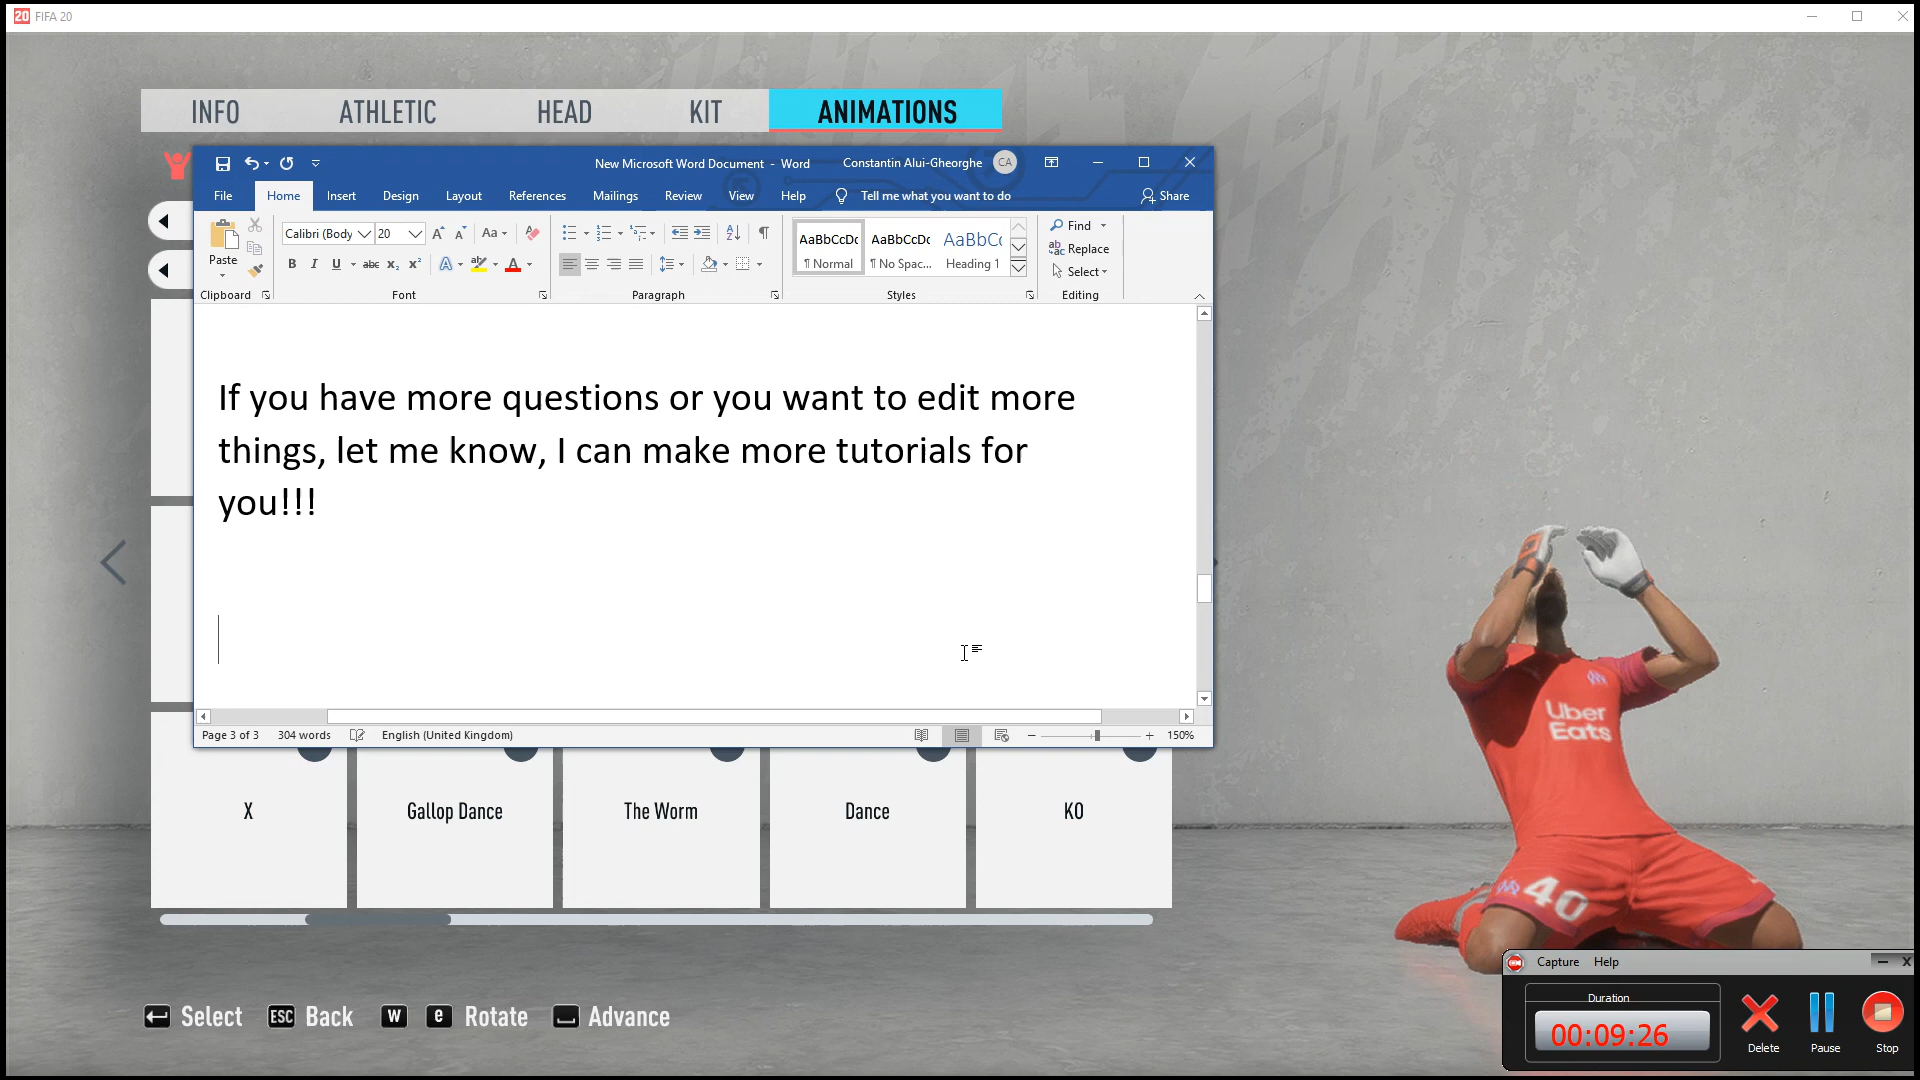 20 FIFA 20
INFO ATHLETIC HEAD KIT ANIMATIONS
New Microsoft Word Document - Word Constantin Alui-Gheorghe CA
File Home Insert Design Layout References Mailings Review View Help Tell me what you want to do Share
Paste
Calibri (Body 20 Aa
B I U abc x₂ x² A ab A
Clipboard Font Paragraph Styles Editing
AaBbCcDc AaBbCcDc AaBbCc
¶ Normal ¶ No Spac... Heading 1
Find
Replace
Select
If you have more questions or you want to edit more
things, let me know, I can make more tutorials for
you!!!
Page 3 of 3 304 words English (United Kingdom) 150%
X Gallop Dance The Worm Dance KO
Uber
Eats
40
Select ESC Back W e Rotate Advance
Capture Help
Duration
00:09:26
Delete Pause Stop